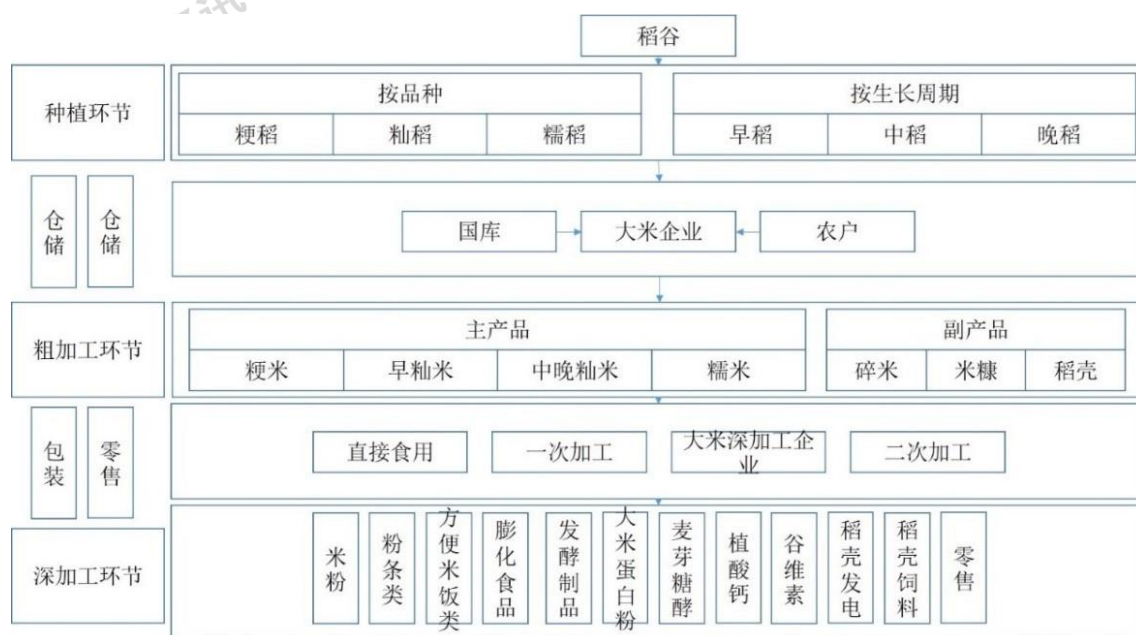 稻谷
种植环节
按品种
按生长周期
粳稻
籼稻
糯稻
早稻
中稻
晚稻
仓储
仓储
国库
大米企业
农户
粗加工环节
主产品
副产品
粳米
早籼米
中晚籼米
糯米
碎米
米糠
稻壳
包装
零售
直接食用
一次加工
大米深加工企
业
二次加工
深加工环节
米粉
粉条类
方便米饭类
膨化食品
发酵制品
大米蛋白粉
麦芽糖酵
植酸钙
谷维素
稻壳发电
稻壳饲料
零售